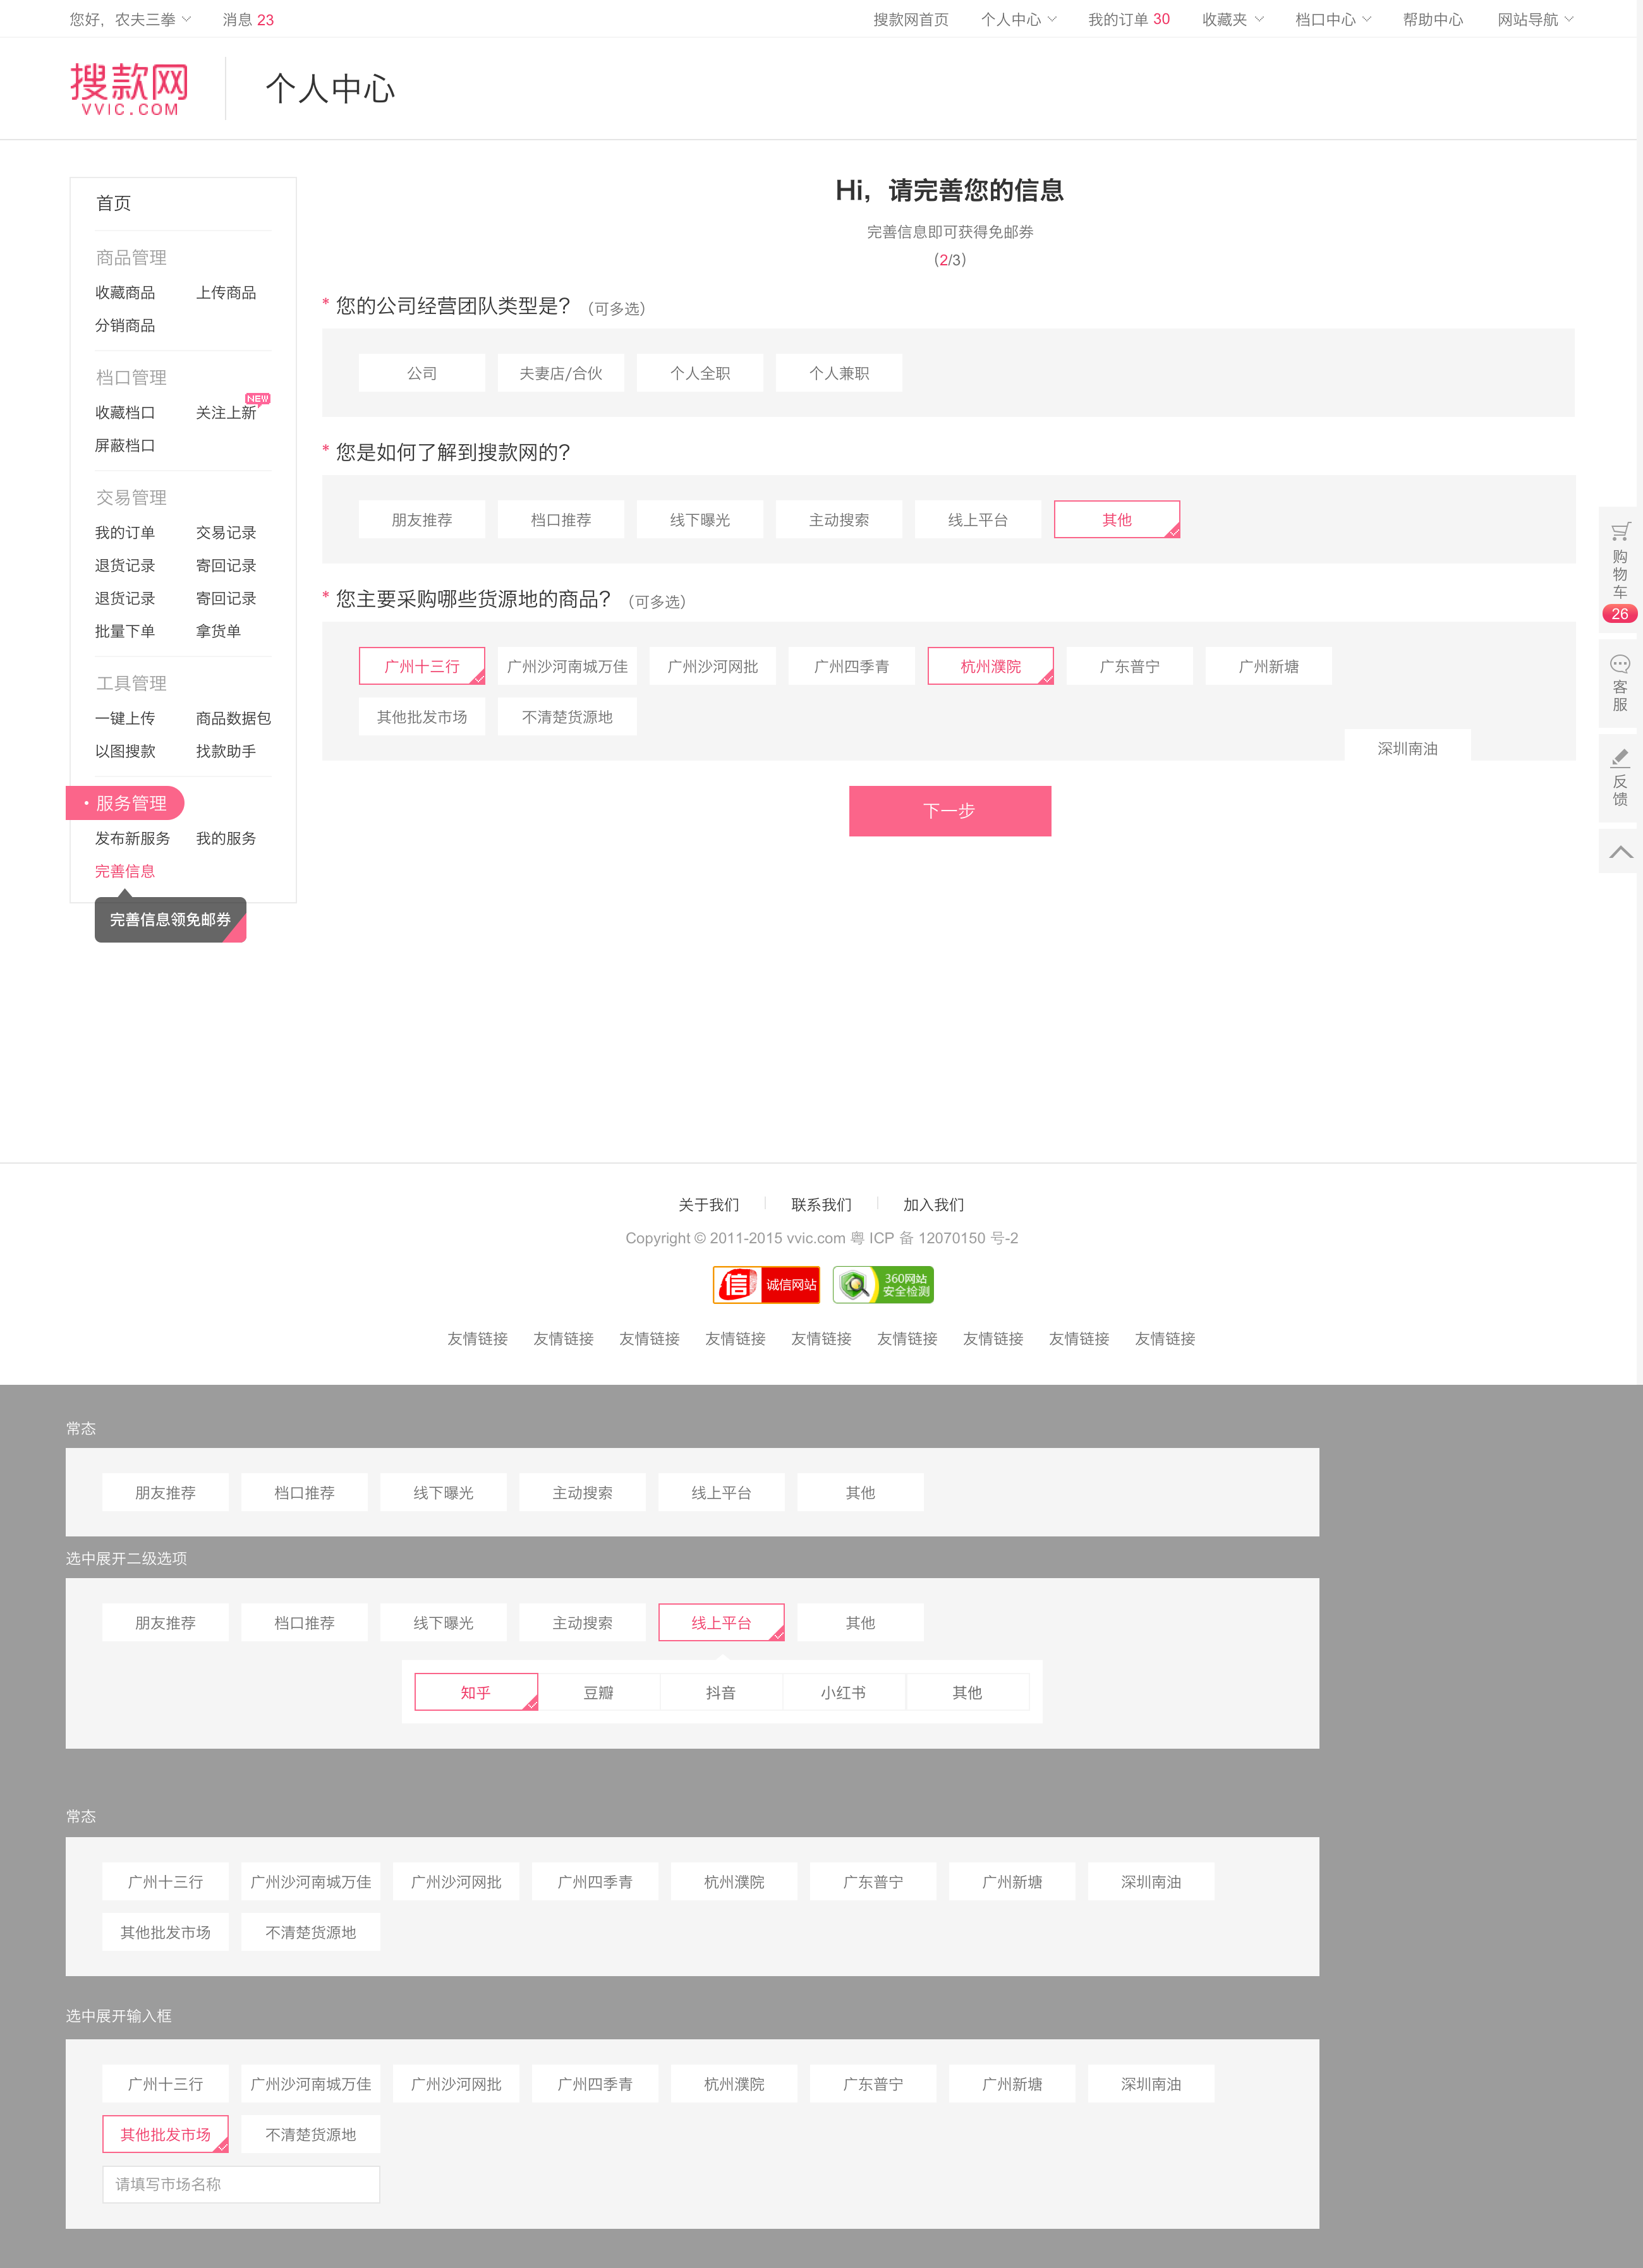 您好，农夫三拳 消息 23 搜款网首页 个人中心 我的订单 30 收藏夹 档口中心 帮助中心 网站导航
搜款网
VVIC.COM
个人中心
首页
商品管理
收藏商品 上传商品
分销商品
档口管理
NEW
收藏档口 关注上新
屏蔽档口
交易管理
我的订单 交易记录
退货记录 寄回记录
退货记录 寄回记录
批量下单 拿货单
工具管理
一键上传 商品数据包
以图搜款 找款助手
服务管理
发布新服务 我的服务
完善信息
完善信息领免邮券
Hi，请完善您的信息
完善信息即可获得免邮券
（2/3）
* 您的公司经营团队类型是？（可多选）
公司 夫妻店/合伙 个人全职 个人兼职
* 您是如何了解到搜款网的？
朋友推荐 档口推荐 线下曝光 主动搜索 线上平台 其他
* 您主要采购哪些货源地的商品？（可多选）
广州十三行 广州沙河南城万佳 广州沙河网批 广州四季青 杭州濮院 广东普宁 广州新塘
其他批发市场 不清楚货源地
深圳南油
下一步
购物车
26
客服
反馈
关于我们 联系我们 加入我们
Copyright © 2011-2015 vvic.com 粤 ICP 备 12070150 号-2
信 诚信网站 360网站
安全检测
友情链接 友情链接 友情链接 友情链接 友情链接 友情链接 友情链接 友情链接 友情链接
常态
朋友推荐 档口推荐 线下曝光 主动搜索 线上平台 其他
选中展开二级选项
朋友推荐 档口推荐 线下曝光 主动搜索 线上平台 其他
知乎 豆瓣 抖音 小红书 其他
常态
广州十三行 广州沙河南城万佳 广州沙河网批 广州四季青 杭州濮院 广东普宁 广州新塘 深圳南油
其他批发市场 不清楚货源地
选中展开输入框
广州十三行 广州沙河南城万佳 广州沙河网批 广州四季青 杭州濮院 广东普宁 广州新塘 深圳南油
其他批发市场 不清楚货源地
请填写市场名称